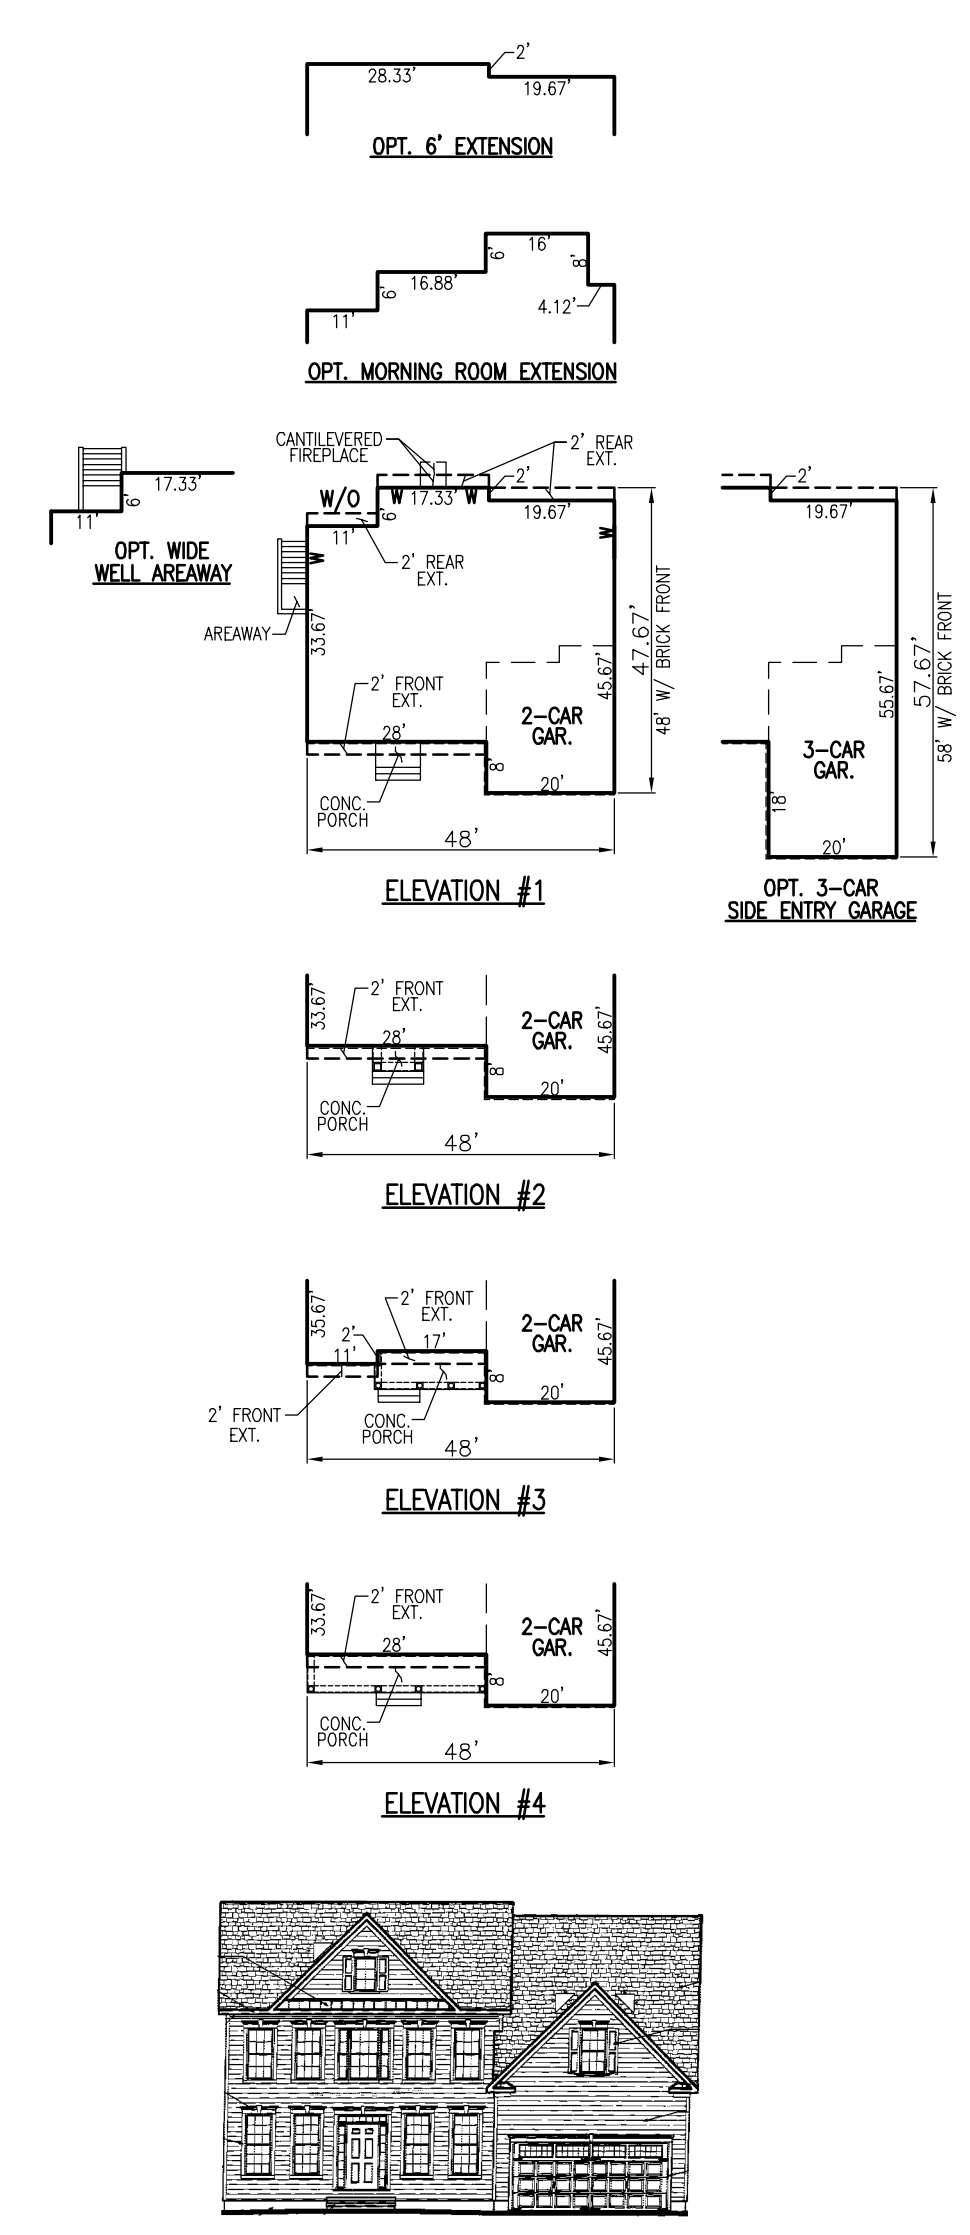 2'
28.33'
19.67'
OPT. 6' EXTENSION
16'
6'
8'
16.88'
6'
4.12'
11'
OPT. MORNING ROOM EXTENSION
17.33'
6'
11'
OPT. WIDE
WELL AREAWAY
CANTILEVERED
FIREPLACE
2' REAR
EXT.
2'
W/O
W
17.33'
W
19.67'
6'
11'
W
W
2' REAR
EXT.
AREAWAY
33.67'
2' FRONT
EXT.
28'
45.67'
2-CAR
GAR.
8'
20'
CONC.
PORCH
48'
47.67'
48' W/ BRICK FRONT
ELEVATION #1
2'
19.67'
55.67'
57.67'
58' W/ BRICK FRONT
3-CAR
GAR.
18'
20'
OPT. 3-CAR
SIDE ENTRY GARAGE
33.67'
2' FRONT
EXT.
28'
2-CAR
GAR.
45.67'
8'
20'
CONC.
PORCH
48'
ELEVATION #2
35.67'
2' FRONT
EXT.
2'
17'
11'
2-CAR
GAR.
45.67'
8'
20'
2' FRONT
EXT.
CONC.
PORCH
48'
ELEVATION #3
33.67'
2' FRONT
EXT.
28'
2-CAR
GAR.
45.67'
8'
20'
CONC.
PORCH
48'
ELEVATION #4